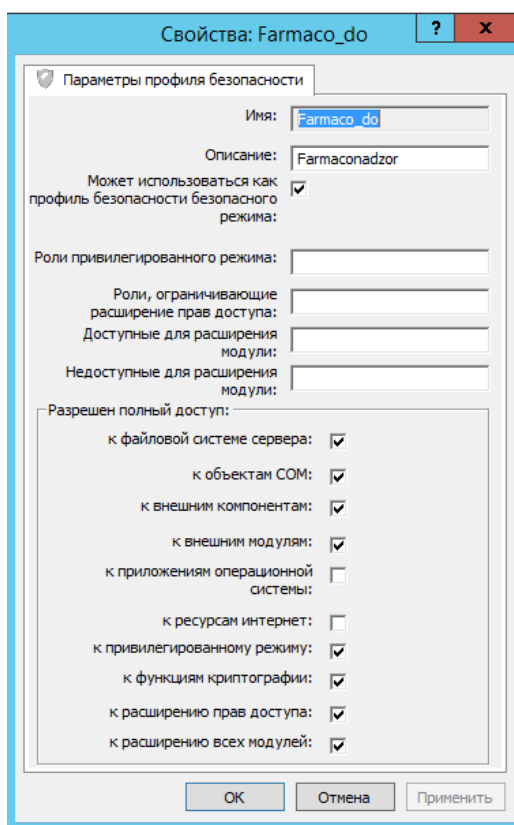 Свойства: Farmaco_do
?
x
Параметры профиля безопасности
Имя: Farmaco_do
Описание: Farmaconadzor
Может использоваться как
профиль безопасности безопасного
режима:
Роли привилегированного режима:
Роли, ограничивающие
расширение прав доступа:
Доступные для расширения
модули:
Недоступные для расширения
модули:
Разрешен полный доступ:
к файловой системе сервера:
к объектам COM:
к внешним компонентам:
к внешним модулям:
к приложениям операционной
системы:
к ресурсам интернет:
к привилегированному режиму:
к функциям криптографии:
к расширению прав доступа:
к расширению всех модулей:
ОК Отмена Применить